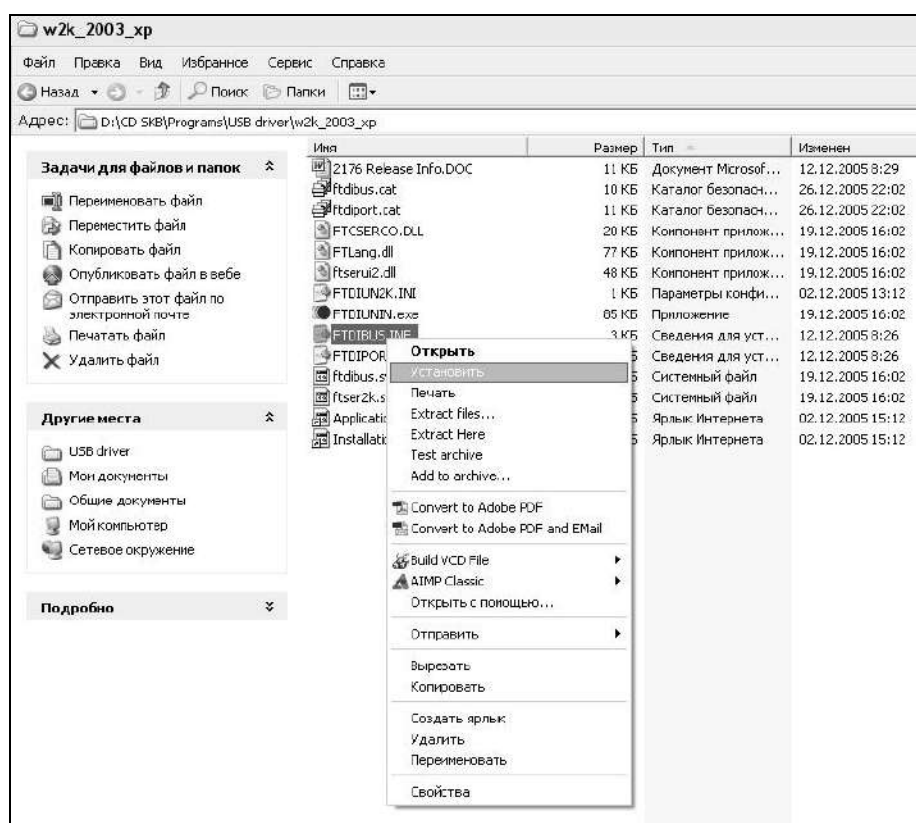 w2k_2003_xp
Файл Правка Вид Избранное Сервис Справка
Назад Поиск Папки
Адрес: D:\CD SKB\Programs\USB driver\w2k_2003_xp
Задачи для файлов и папок
Переименовать файл
Переместить файл
Копировать файл
Опубликовать файл в вебе
Отправить этот файл по
электронной почте
Печатать файл
Удалить файл
Другие места
USB driver
Мои документы
Общие документы
Мой компьютер
Сетевое окружение
Подробно
Имя Размер Тип Изменен
2176 Release Info.DOC 11 КБ Документ Microsof... 12.12.2005 8:29
ftdibus.cat 10 КБ Каталог безопасн... 26.12.2005 22:02
ftdiport.cat 11 КБ Каталог безопасн... 26.12.2005 22:02
FTCSERCO.DLL 20 КБ Компонент прилож... 19.12.2005 16:02
FTLang.dll 77 КБ Компонент прилож... 19.12.2005 16:02
ftserui2.dll 48 КБ Компонент прилож... 19.12.2005 16:02
FTDIUN2K.INI 1 КБ Параметры конфи... 02.12.2005 13:12
FTDIUNIN.exe Приложение 19.12.2005 16:02
FTDIBUS.INF 3 КБ Сведения для уст... 12.12.2005 8:26
FTDIPOR Б Сведения для уст... 12.12.2005 8:26
ftdibus.s Б Системный файл 19.12.2005 16:02
ftser2k.s Б Системный файл 19.12.2005 16:02
Applicatio Б Ярлык Интернета 02.12.2005 15:12
Installatio Б Ярлык Интернета 02.12.2005 15:12
Открыть
Установить
Печать
Extract files...
Extract Here
Test archive
Add to archive...
Convert to Adobe PDF
Convert to Adobe PDF and EMail
Build VCD File
AIMP Classic
Открыть с помощью...
Отправить
Вырезать
Копировать
Создать ярлык
Удалить
Переименовать
Свойства